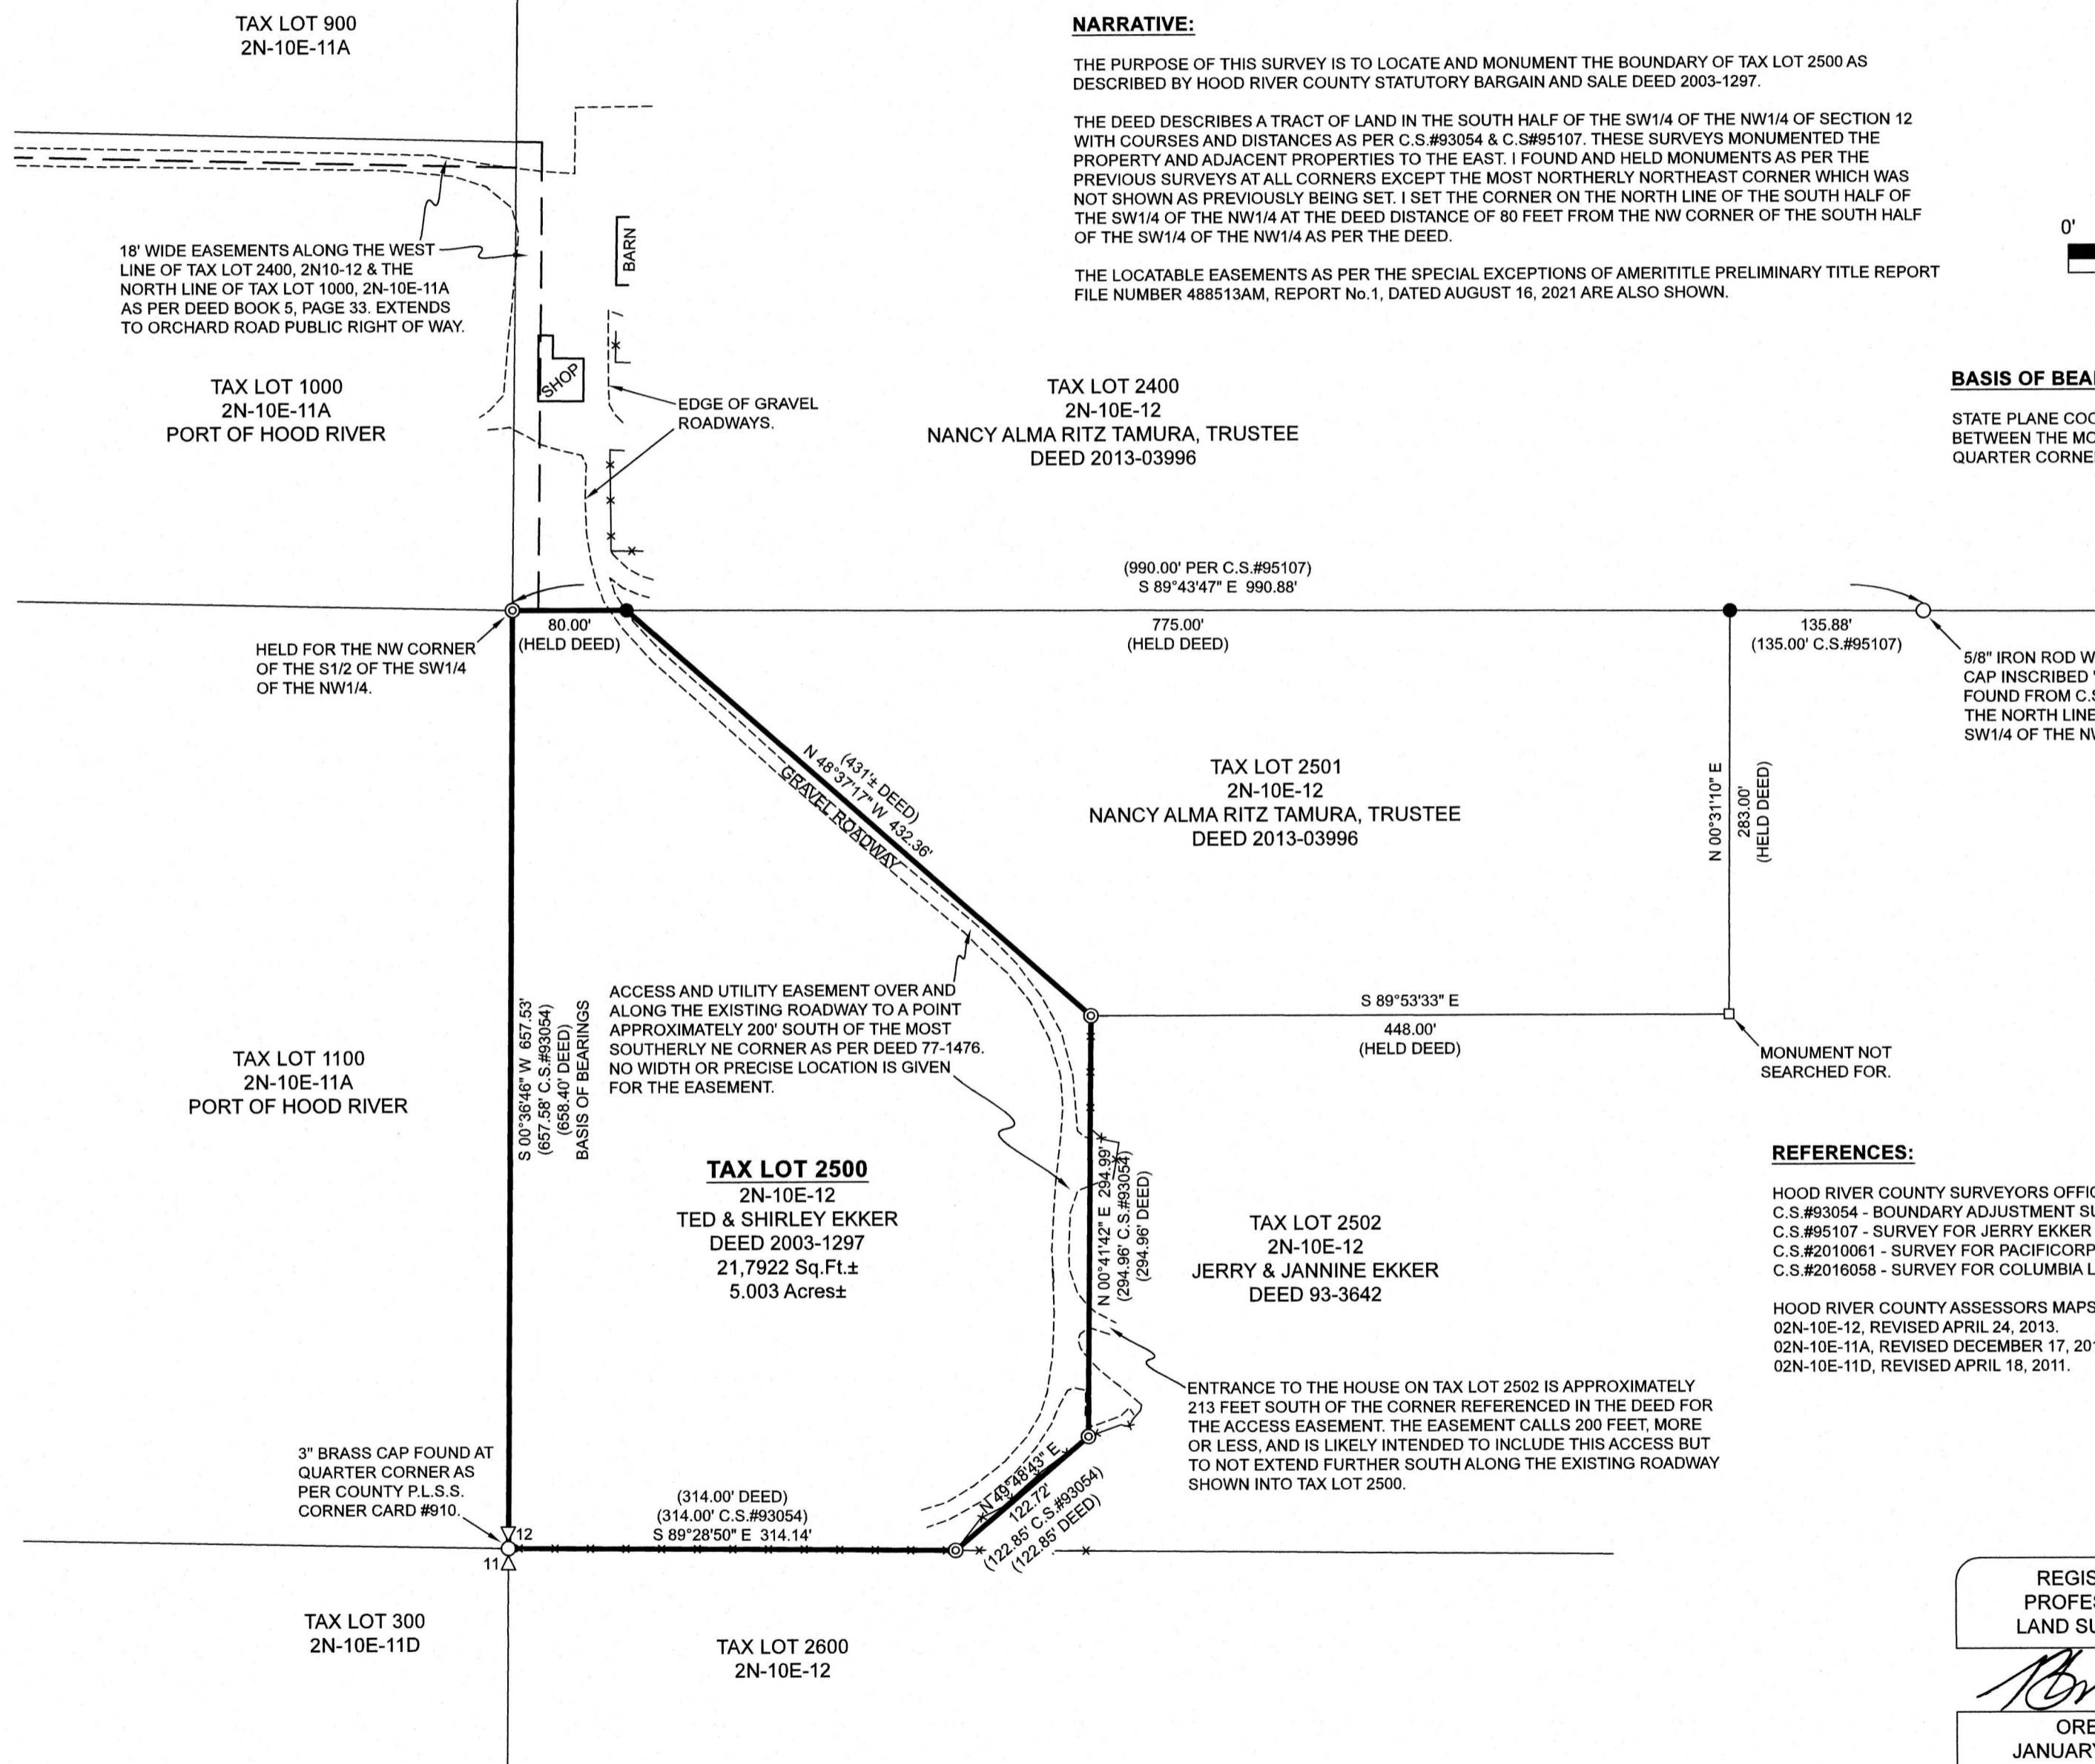 TAX LOT 900
2N-10E-11A
NARRATIVE:
THE PURPOSE OF THIS SURVEY IS TO LOCATE AND MONUMENT THE BOUNDARY OF TAX LOT 2500 AS
DESCRIBED BY HOOD RIVER COUNTY STATUTORY BARGAIN AND SALE DEED 2003-1297.
THE DEED DESCRIBES A TRACT OF LAND IN THE SOUTH HALF OF THE SW1/4 OF THE NW1/4 OF SECTION 12
WITH COURSES AND DISTANCES AS PER C.S.#93054 & C.S#95107. THESE SURVEYS MONUMENTED THE
PROPERTY AND ADJACENT PROPERTIES TO THE EAST. I FOUND AND HELD MONUMENTS AS PER THE
PREVIOUS SURVEYS AT ALL CORNERS EXCEPT THE MOST NORTHERLY NORTHEAST CORNER WHICH WAS
NOT SHOWN AS PREVIOUSLY BEING SET. I SET THE CORNER ON THE NORTH LINE OF THE SOUTH HALF OF
THE SW1/4 OF THE NW1/4 AT THE DEED DISTANCE OF 80 FEET FROM THE NW CORNER OF THE SOUTH HALF
OF THE SW1/4 OF THE NW1/4 AS PER THE DEED.
THE LOCATABLE EASEMENTS AS PER THE SPECIAL EXCEPTIONS OF AMERITITLE PRELIMINARY TITLE REPORT
FILE NUMBER 488513AM, REPORT No.1, DATED AUGUST 16, 2021 ARE ALSO SHOWN.
0'
18' WIDE EASEMENTS ALONG THE WEST
LINE OF TAX LOT 2400, 2N10-12 & THE
NORTH LINE OF TAX LOT 1000, 2N-10E-11A
AS PER DEED BOOK 5, PAGE 33. EXTENDS
TO ORCHARD ROAD PUBLIC RIGHT OF WAY.
BARN
SHOP
EDGE OF GRAVEL
ROADWAYS.
TAX LOT 1000
2N-10E-11A
PORT OF HOOD RIVER
TAX LOT 2400
2N-10E-12
NANCY ALMA RITZ TAMURA, TRUSTEE
DEED 2013-03996
BASIS OF BEA
STATE PLANE COO
BETWEEN THE MO
QUARTER CORNE
(990.00' PER C.S.#95107)
S 89°43'47" E 990.88'
80.00'
(HELD DEED)
775.00'
(HELD DEED)
135.88'
(135.00' C.S.#95107)
HELD FOR THE NW CORNER
OF THE S1/2 OF THE SW1/4
OF THE NW1/4.
5/8" IRON ROD W
CAP INSCRIBED "
FOUND FROM C.S
THE NORTH LINE
SW1/4 OF THE NW
(431'± DEED)
N 48°37'17" W 432.36'
GRAVEL ROADWAY
TAX LOT 2501
2N-10E-12
NANCY ALMA RITZ TAMURA, TRUSTEE
DEED 2013-03996
N 00°31'10" E
283.00'
(HELD DEED)
ACCESS AND UTILITY EASEMENT OVER AND
ALONG THE EXISTING ROADWAY TO A POINT
APPROXIMATELY 200' SOUTH OF THE MOST
SOUTHERLY NE CORNER AS PER DEED 77-1476.
NO WIDTH OR PRECISE LOCATION IS GIVEN
FOR THE EASEMENT.
S 89°53'33" E
448.00'
(HELD DEED)
MONUMENT NOT
SEARCHED FOR.
TAX LOT 1100
2N-10E-11A
PORT OF HOOD RIVER
S 00°36'46" W 657.53'
(657.58' C.S.#93054)
(658.40' DEED)
BASIS OF BEARINGS
TAX LOT 2500
2N-10E-12
TED & SHIRLEY EKKER
DEED 2003-1297
21,7922 Sq.Ft.±
5.003 Acres±
N 00°41'42" E 294.99'
(294.96' C.S.#93054)
(294.96' DEED)
TAX LOT 2502
2N-10E-12
JERRY & JANNINE EKKER
DEED 93-3642
REFERENCES:
HOOD RIVER COUNTY SURVEYORS OFFIC
C.S.#93054 - BOUNDARY ADJUSTMENT SU
C.S.#95107 - SURVEY FOR JERRY EKKER
C.S.#2010061 - SURVEY FOR PACIFICORP
C.S.#2016058 - SURVEY FOR COLUMBIA L
HOOD RIVER COUNTY ASSESSORS MAPS
02N-10E-12, REVISED APRIL 24, 2013.
02N-10E-11A, REVISED DECEMBER 17, 201
02N-10E-11D, REVISED APRIL 18, 2011.
ENTRANCE TO THE HOUSE ON TAX LOT 2502 IS APPROXIMATELY
213 FEET SOUTH OF THE CORNER REFERENCED IN THE DEED FOR
THE ACCESS EASEMENT. THE EASEMENT CALLS 200 FEET, MORE
OR LESS, AND IS LIKELY INTENDED TO INCLUDE THIS ACCESS BUT
TO NOT EXTEND FURTHER SOUTH ALONG THE EXISTING ROADWAY
SHOWN INTO TAX LOT 2500.
3" BRASS CAP FOUND AT
QUARTER CORNER AS
PER COUNTY P.L.S.S.
CORNER CARD #910.
12
11
(314.00' DEED)
(314.00' C.S.#93054)
S 89°28'50" E 314.14'
N 49°48'43" E
122.72'
(122.85' C.S.#93054)
(122.85' DEED)
TAX LOT 300
2N-10E-11D
TAX LOT 2600
2N-10E-12
REGIS
PROFES
LAND SU
ORE
JANUARY